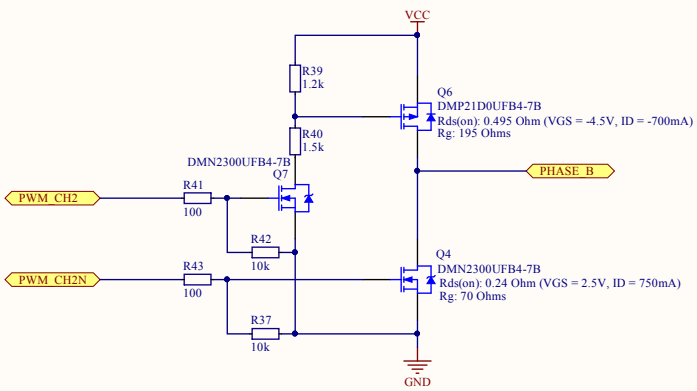 VCC
R39
1.2k
Q6
DMP21D0UFB4-7B
Rds(on): 0.495 Ohm (VGS = -4.5V, ID = -700mA)
Rg: 195 Ohms
R40
1.5k
DMN2300UFB4-7B
Q7
PHASE_B
R41
PWM_CH2
100
R42
10k
Q4
DMN2300UFB4-7B
Rds(on): 0.24 Ohm (VGS = 2.5V, ID = 750mA)
Rg: 70 Ohms
R43
PWM_CH2N
100
R37
10k
GND